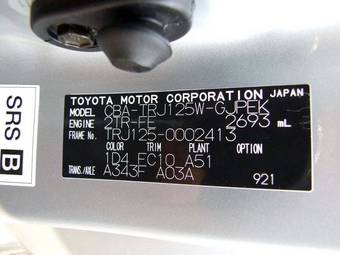 TOYOTA MOTOR CORPORATION JAPAN
MODEL CBA-TRJ125W-GJPEK
ENGINE 2TR-FE 2693 mL
FRAME No. TRJ125-0002413
COLOR TRIM PLANT OPTION
1D4 FC10 A51
TRANS./AXLE A343F A03A
921
SRS B